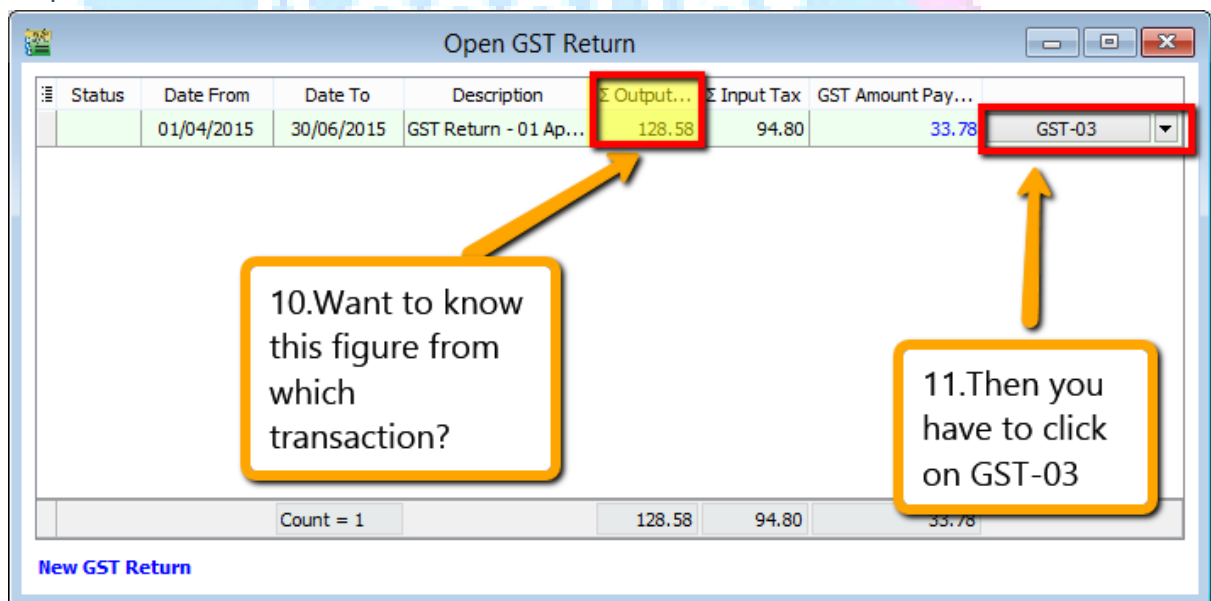 Open GST Return
Status Date From Date To Description Σ Output... Σ Input Tax GST Amount Pay...
01/04/2015 30/06/2015 GST Return - 01 Ap... 128.58 94.80 33.78 GST-03
10.Want to know
this figure from
which
transaction?
11.Then you
have to click
on GST-03
Count = 1 128.58 94.80 33.78
New GST Return